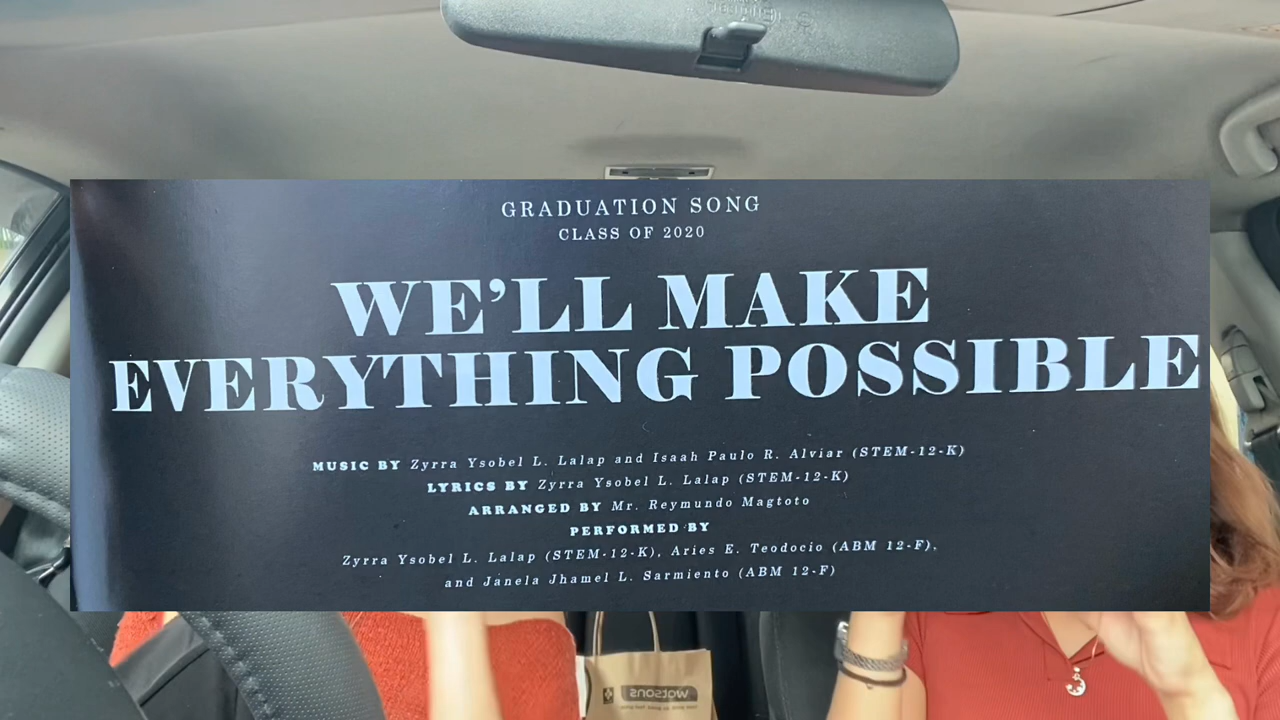 GRADUATION SONG
CLASS OF 2020
WE'LL MAKE
EVERYTHING POSSIBLE
MUSIC BY Zyrra Ysobel L. Lalap and Isaah Paulo R. Alviar (STEM-12-K)
LYRICS BY Zyrra Ysobel L. Lalap (STEM-12-K)
ARRANGED BY Mr. Reymundo Magtoto
PERFORMED BY
Zyrra Ysobel L. Lalap (STEM-12-K), Aries E. Teodocio (ABM 12-F),
and Janela Jhamel L. Sarmiento (ABM 12-F)
watsons